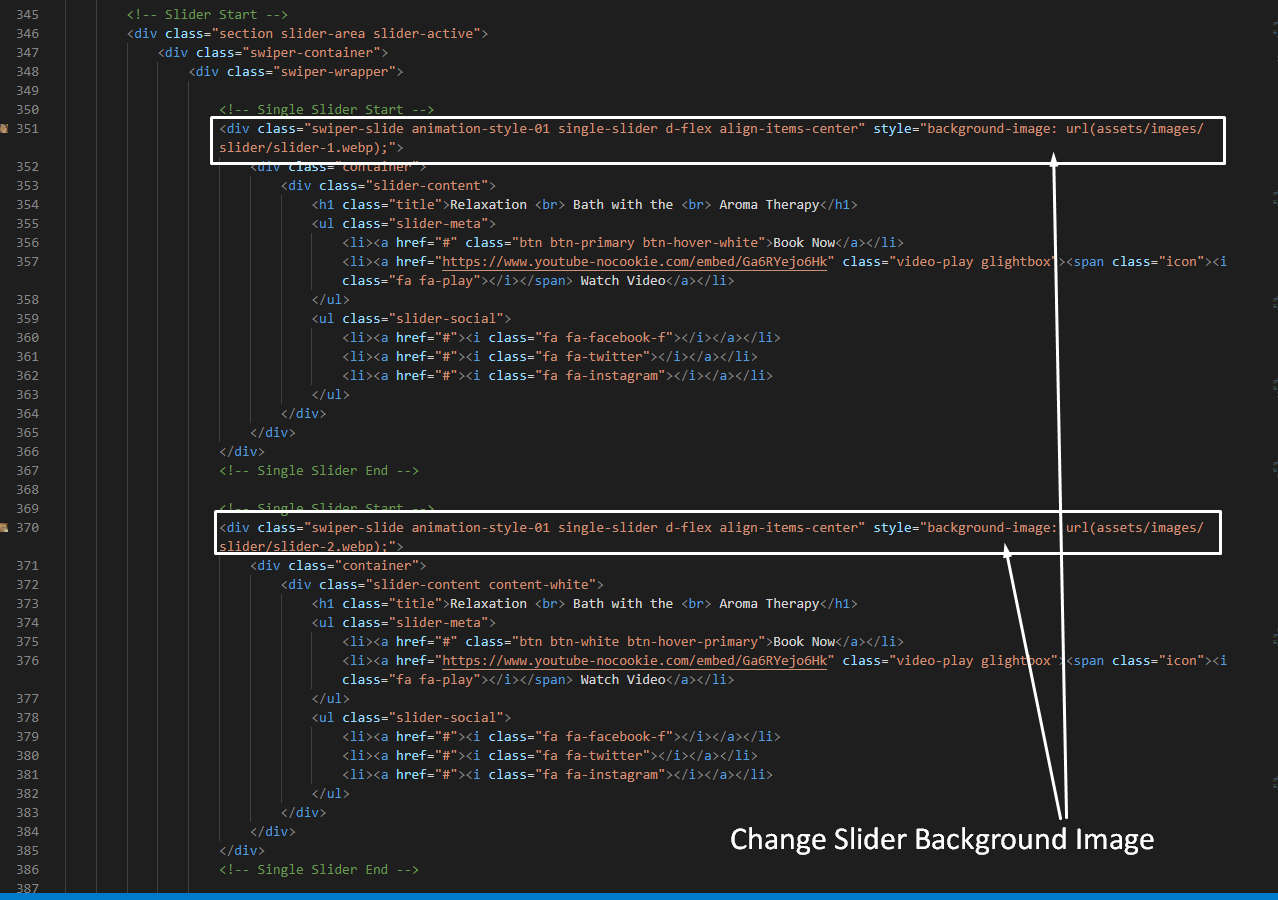 345 <!-- Slider Start -->
346 <div class="section slider-area slider-active">
347 <div class="swiper-container">
348 <div class="swiper-wrapper">
349
350 <!-- Single Slider Start -->
351 <div class="swiper-slide animation-style-01 single-slider d-flex align-items-center" style="background-image: url(assets/images/
slider/slider-1.webp);">
352 <div class="container">
353 <div class="slider-content">
354 <h1 class="title">Relaxation <br> Bath with the <br> Aroma Therapy</h1>
355 <ul class="slider-meta">
356 <li><a href="#" class="btn btn-primary btn-hover-white">Book Now</a></li>
357 <li><a href="https://www.youtube-nocookie.com/embed/Ga6RYejo6Hk" class="video-play glightbox"><span class="icon"><i
class="fa fa-play"></i></span> Watch Video</a></li>
358 </ul>
359 <ul class="slider-social">
360 <li><a href="#"><i class="fa fa-facebook-f"></i></a></li>
361 <li><a href="#"><i class="fa fa-twitter"></i></a></li>
362 <li><a href="#"><i class="fa fa-instagram"></i></a></li>
363 </ul>
364 </div>
365 </div>
366 </div>
367 <!-- Single Slider End -->
368
369 <!-- Single Slider Start -->
370 <div class="swiper-slide animation-style-01 single-slider d-flex align-items-center" style="background-image: url(assets/images/
slider/slider-2.webp);">
371 <div class="container">
372 <div class="slider-content content-white">
373 <h1 class="title">Relaxation <br> Bath with the <br> Aroma Therapy</h1>
374 <ul class="slider-meta">
375 <li><a href="#" class="btn btn-white btn-hover-primary">Book Now</a></li>
376 <li><a href="https://www.youtube-nocookie.com/embed/Ga6RYejo6Hk" class="video-play glightbox"><span class="icon"><i
class="fa fa-play"></i></span> Watch Video</a></li>
377 </ul>
378 <ul class="slider-social">
379 <li><a href="#"><i class="fa fa-facebook-f"></i></a></li>
380 <li><a href="#"><i class="fa fa-twitter"></i></a></li>
381 <li><a href="#"><i class="fa fa-instagram"></i></a></li>
382 </ul>
383 </div>
384 </div>
Change Slider Background Image
385 </div>
386 <!-- Single Slider End -->
387